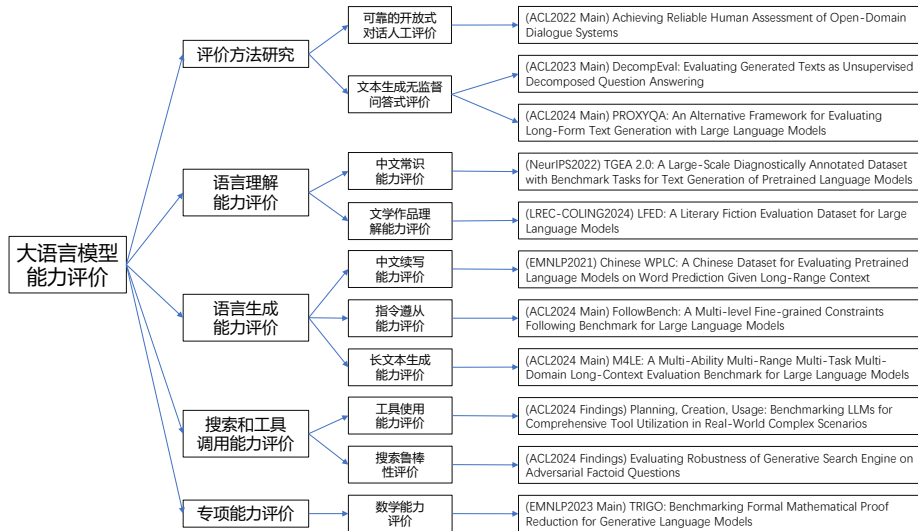 大语言模型
能力评价
评价方法研究
可靠的开放式
对话人工评价
(ACL2022 Main) Achieving Reliable Human Assessment of Open-Domain
Dialogue Systems
文本生成无监督
问答式评价
(ACL2023 Main) DecompEval: Evaluating Generated Texts as Unsupervised
Decomposed Question Answering
(ACL2024 Main) PROXYQA: An Alternative Framework for Evaluating
Long-Form Text Generation with Large Language Models
语言理解
能力评价
中文常识
能力评价
(NeurIPS2022) TGEA 2.0: A Large-Scale Diagnostically Annotated Dataset
with Benchmark Tasks for Text Generation of Pretrained Language Models
文学作品理
解能力评价
(LREC-COLING2024) LFED: A Literary Fiction Evaluation Dataset for Large
Language Models
语言生成
能力评价
中文续写
能力评价
(EMNLP2021) Chinese WPLC: A Chinese Dataset for Evaluating Pretrained
Language Models on Word Prediction Given Long-Range Context
指令遵从
能力评价
(ACL2024 Main) FollowBench: A Multi-level Fine-grained Constraints
Following Benchmark for Large Language Models
长文本生成
能力评价
(ACL2024 Main) M4LE: A Multi-Ability Multi-Range Multi-Task Multi-
Domain Long-Context Evaluation Benchmark for Large Language Models
搜索和工具
调用能力评价
工具使用
能力评价
(ACL2024 Findings) Planning, Creation, Usage: Benchmarking LLMs for
Comprehensive Tool Utilization in Real-World Complex Scenarios
搜索鲁棒
性评价
(ACL2024 Findings) Evaluating Robustness of Generative Search Engine on
Adversarial Factoid Questions
专项能力评价
数学能力
评价
(EMNLP2023 Main) TRIGO: Benchmarking Formal Mathematical Proof
Reduction for Generative Language Models